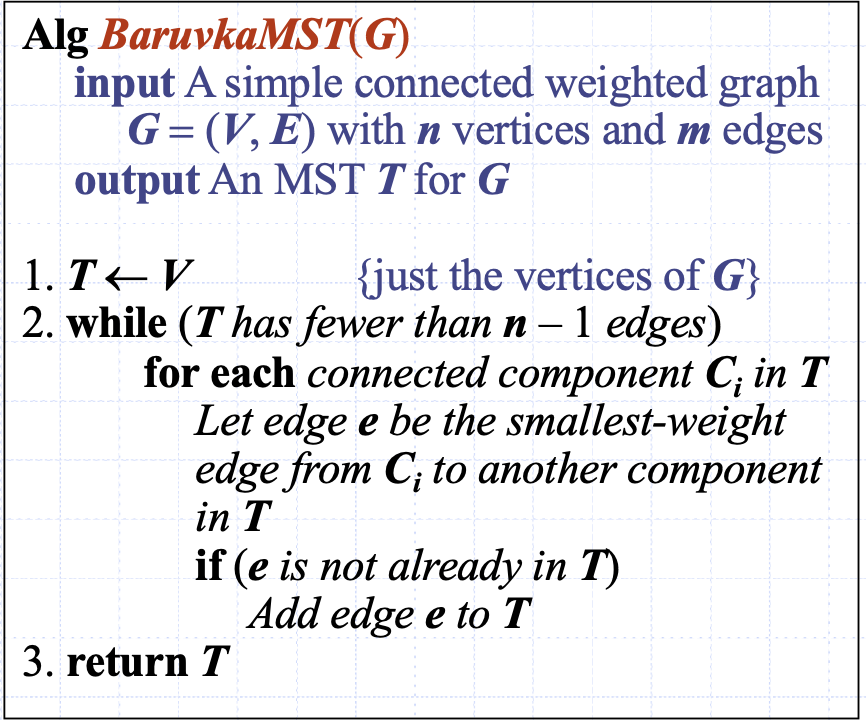 Alg BaruvkaMST(G)
input A simple connected weighted graph
G = (V, E) with n vertices and m edges
output An MST T for G
1. T ← V {just the vertices of G}
2. while (T has fewer than n – 1 edges)
for each connected component Cᵢ in T
Let edge e be the smallest-weight
edge from Cᵢ to another component
in T
if (e is not already in T)
Add edge e to T
3. return T